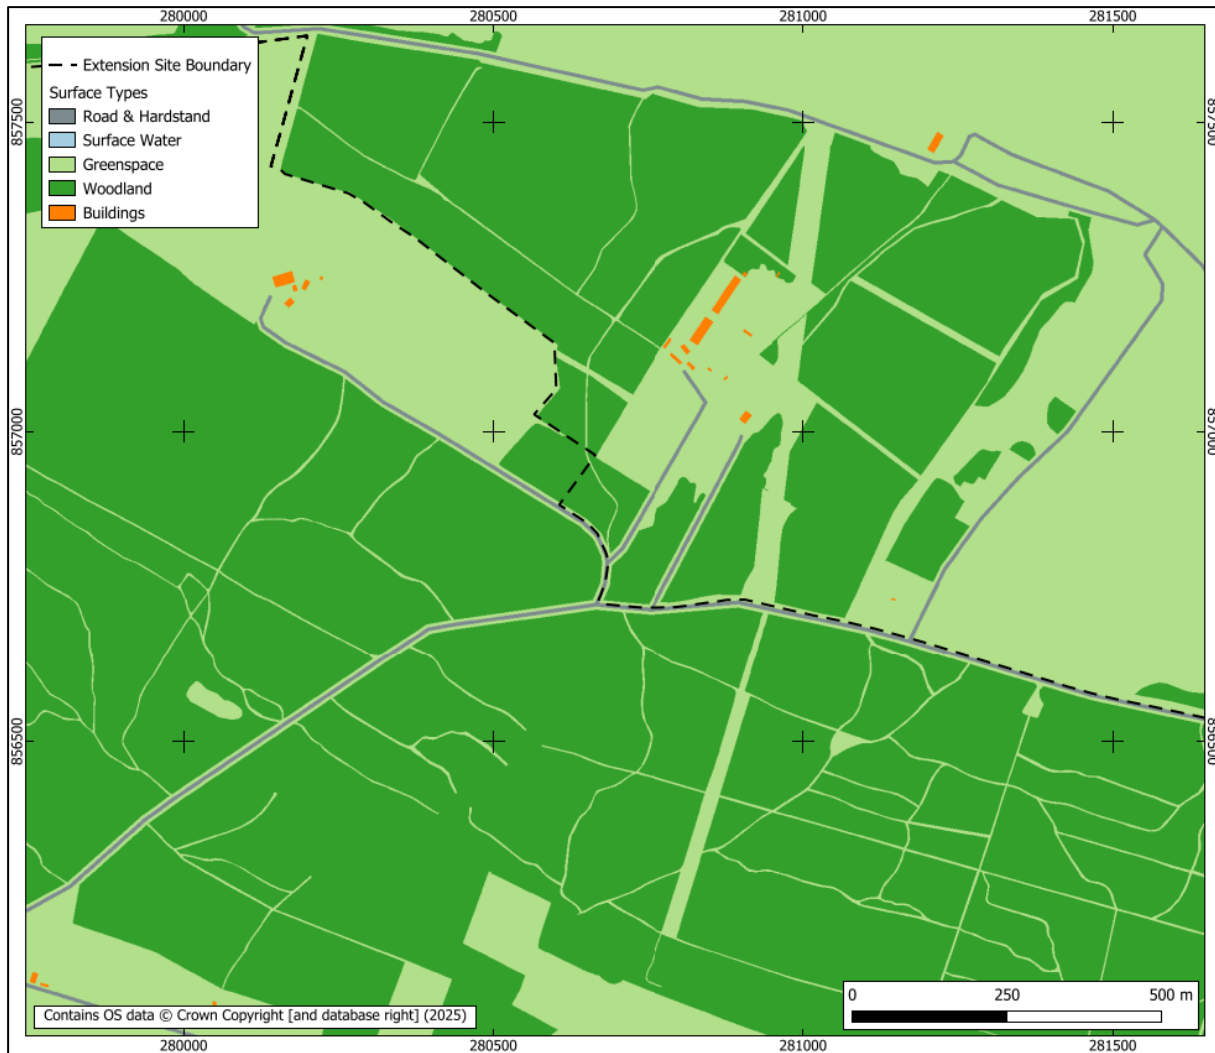 280000 280500 281000 281500
Extension Site Boundary
Surface Types
Road & Hardstand
Surface Water
Greenspace
Woodland
Buildings
857500 857500
857000 857000
856500 856500
0 250 500 m
Contains OS data © Crown Copyright [and database right] (2025)
280000 280500 281000 281500